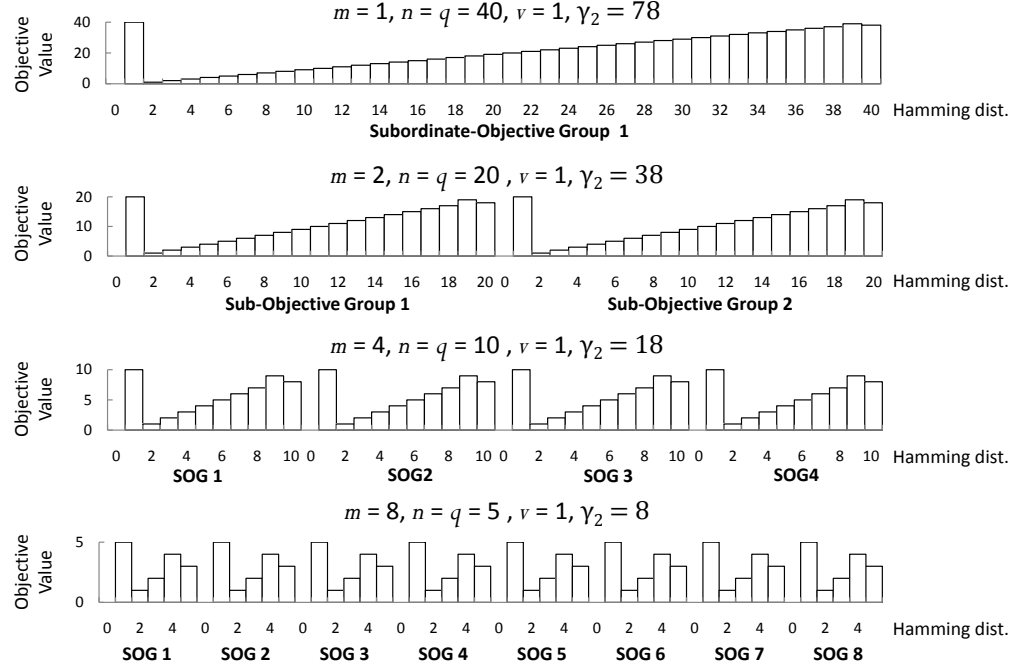 m = 1, n = q = 40, v = 1, γ2 = 78
Objective
Value
40
20
0
0 2 4 6 8 10 12 14 16 18 20 22 24 26 28 30 32 34 36 38 40 Hamming dist.
Subordinate-Objective Group 1
m = 2, n = q = 20 , v = 1, γ2 = 38
Objective
Value
20
10
0
0 2 4 6 8 10 12 14 16 18 20 0 2 4 6 8 10 12 14 16 18 20 Hamming dist.
Sub-Objective Group 1 Sub-Objective Group 2
m = 4, n = q = 10 , v = 1, γ2 = 18
Objective
Value
10
5
0
0 2 4 6 8 10 0 2 4 6 8 10 0 2 4 6 8 10 0 2 4 6 8 10 Hamming dist.
SOG 1 SOG2 SOG 3 SOG4
m = 8, n = q = 5 , v = 1, γ2 = 8
Objective
Value
5
0
0 2 4 0 2 4 0 2 4 0 2 4 0 2 4 0 2 4 0 2 4 0 2 4 Hamming dist.
SOG 1 SOG 2 SOG 3 SOG 4 SOG 5 SOG 6 SOG 7 SOG 8